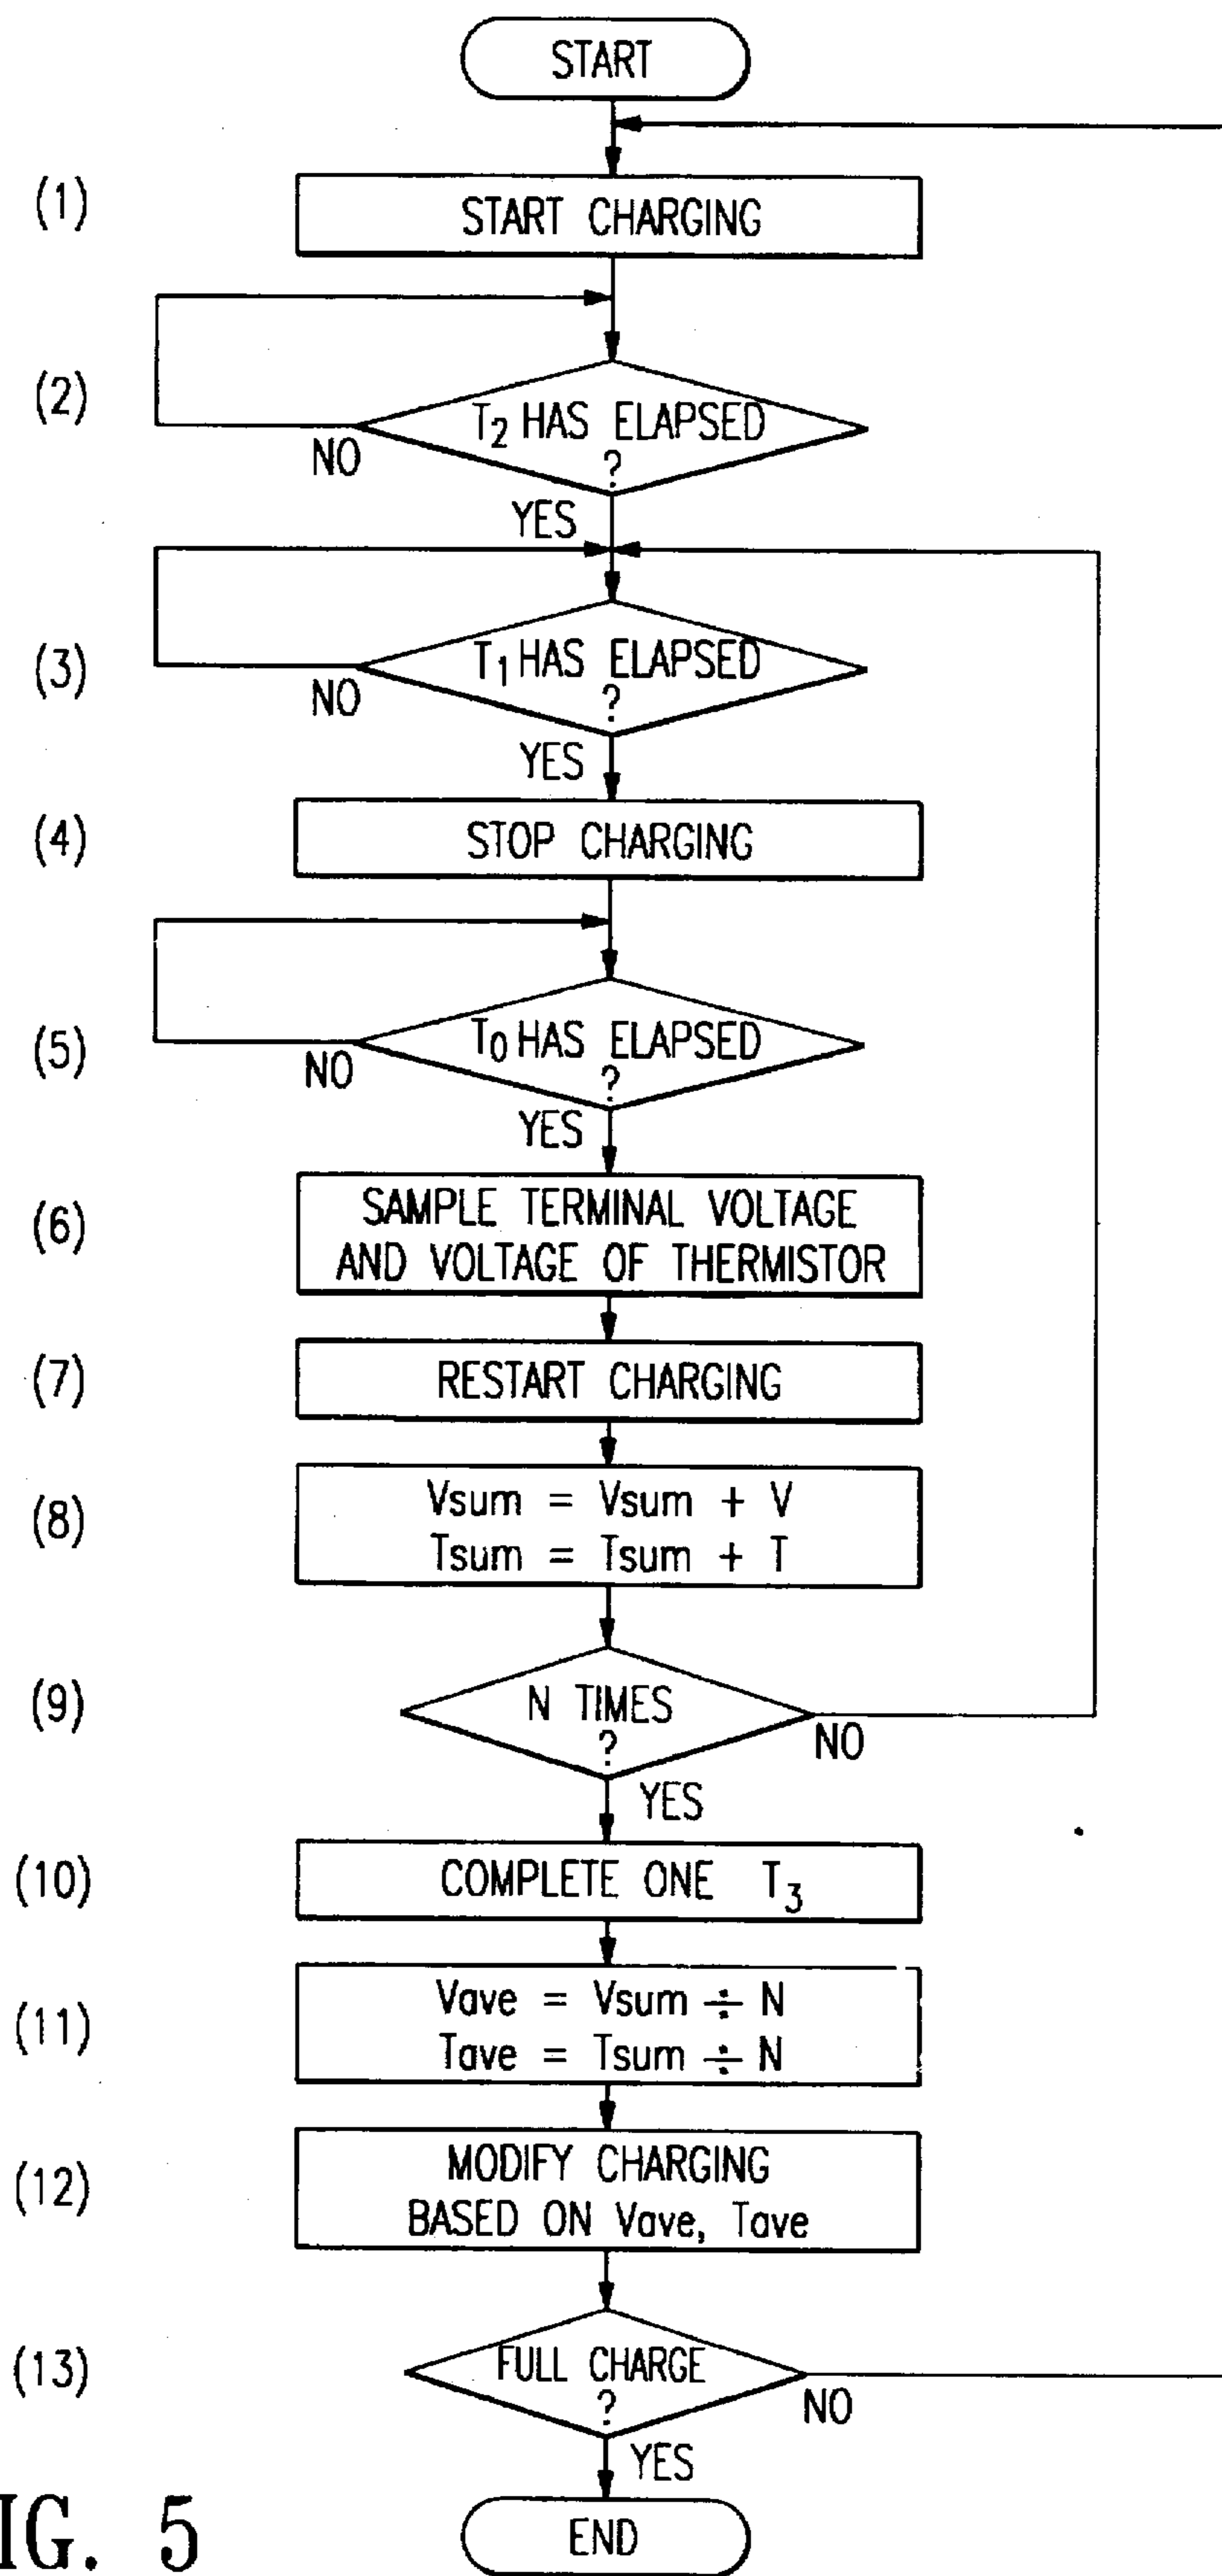 START
(1)
START CHARGING
(2)
T2 HAS ELAPSED
?
NO
YES
(3)
T1 HAS ELAPSED
?
NO
YES
(4)
STOP CHARGING
(5)
T0 HAS ELAPSED
?
NO
YES
(6)
SAMPLE TERMINAL VOLTAGE
AND VOLTAGE OF THERMISTOR
(7)
RESTART CHARGING
(8)
Vsum = Vsum + V
Tsum = Tsum + T
(9)
N TIMES
?
NO
YES
(10)
COMPLETE ONE T3
(11)
Vave = Vsum ÷ N
Tave = Tsum ÷ N
(12)
MODIFY CHARGING
BASED ON Vave, Tave
(13)
FULL CHARGE
?
NO
YES
IG. 5
END